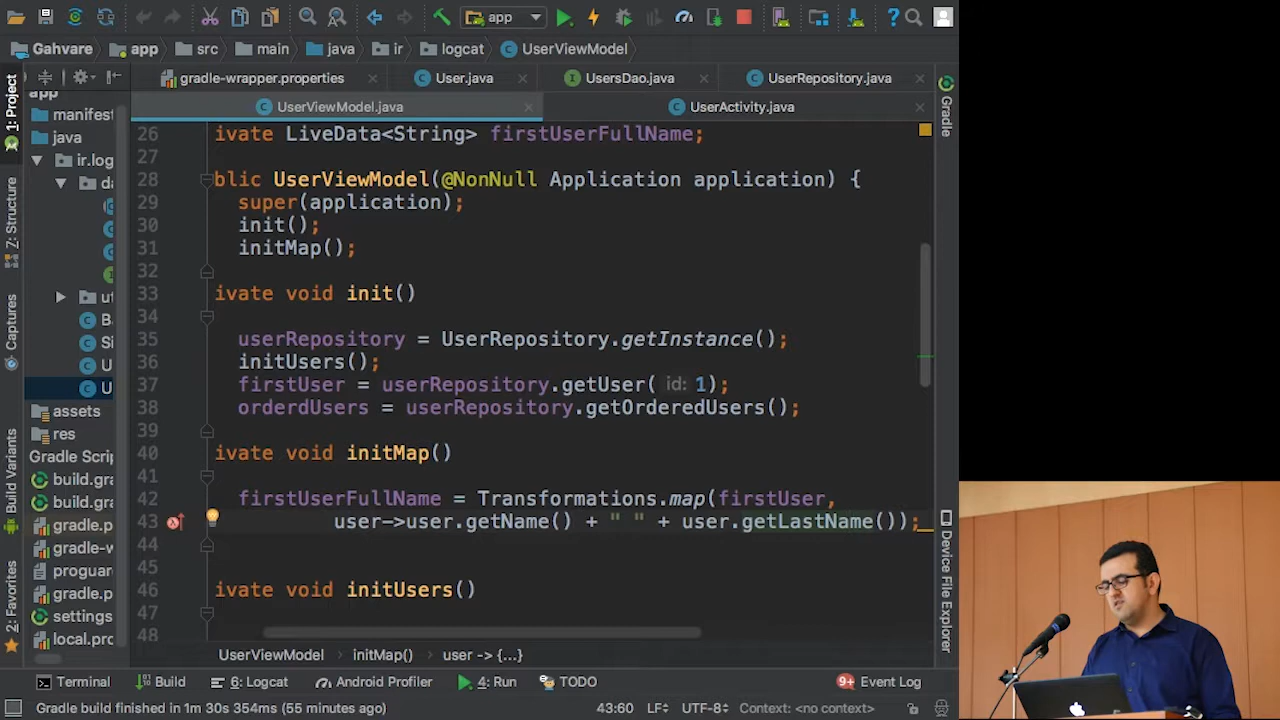 app
Gahvare app src main java ir logcat UserViewModel
gradle-wrapper.properties User.java UsersDao.java UserRepository.java
UserViewModel.java UserActivity.java
1: Project
Z: Structure
Captures
Build Variants
2: Favorites
app
manifest
java
ir.log
da
ut
B
Si
U
U
assets
res
Gradle Scrip
build.gra
build.gra
gradle.p
gradle-w
proguar
gradle.p
settings
local.pro
26 ivate LiveData<String> firstUserFullName;
27
28 blic UserViewModel(@NonNull Application application) {
29 super(application);
30 init();
31 initMap();
32
33 ivate void init()
34
35 userRepository = UserRepository.getInstance();
36 initUsers();
37 firstUser = userRepository.getUser( id: 1);
38 orderdUsers = userRepository.getOrderedUsers();
39
40 ivate void initMap()
41
42 firstUserFullName = Transformations.map(firstUser,
43 user->user.getName() + " " + user.getLastName());
44
45
46 ivate void initUsers()
47
48
Gradle
Device File Explorer
UserViewModel initMap() user -> {...}
Terminal Build 6: Logcat Android Profiler 4: Run TODO 9+ Event Log
Gradle build finished in 1m 30s 354ms (55 minutes ago) 43:60 LF÷ UTF-8÷ Context: <no context>